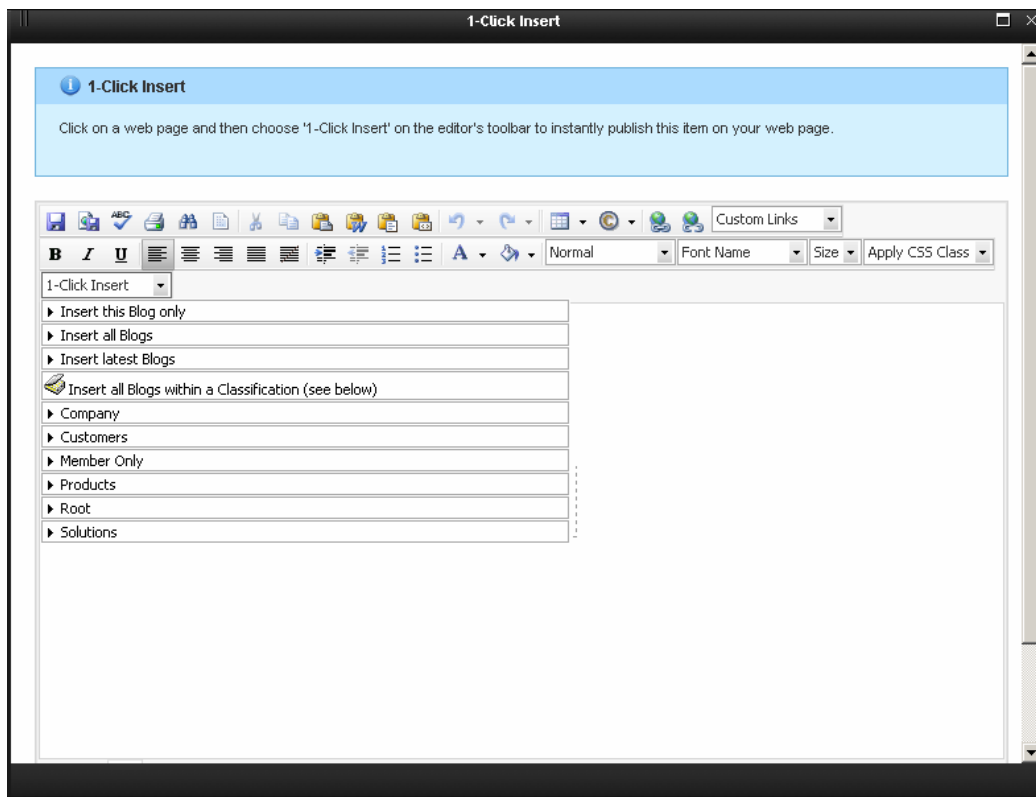 1-Click Insert
1-Click Insert
Click on a web page and then choose '1-Click Insert' on the editor's toolbar to instantly publish this item on your web page.
ABC
Custom Links
B I U A Normal Font Name Size Apply CSS Class
1-Click Insert
Insert this Blog only
Insert all Blogs
Insert latest Blogs
Insert all Blogs within a Classification (see below)
Company
Customers
Member Only
Products
Root
Solutions